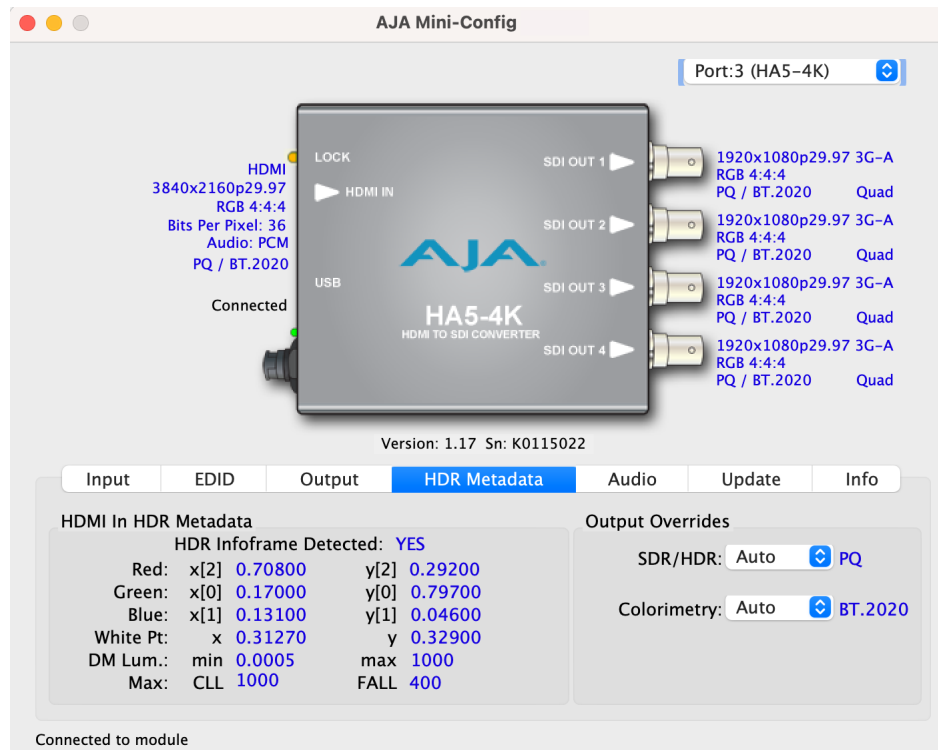 AJA Mini-Config
Port:3 (HA5-4K)
LOCK
HDMI IN
USB
AJA
HA5-4K
HDMI TO SDI CONVERTER
SDI OUT 1
SDI OUT 2
SDI OUT 3
SDI OUT 4
HDMI
3840x2160p29.97
RGB 4:4:4
Bits Per Pixel: 36
Audio: PCM
PQ / BT.2020
Connected
1920x1080p29.97 3G-A
RGB 4:4:4
PQ / BT.2020 Quad
1920x1080p29.97 3G-A
RGB 4:4:4
PQ / BT.2020 Quad
1920x1080p29.97 3G-A
RGB 4:4:4
PQ / BT.2020 Quad
1920x1080p29.97 3G-A
RGB 4:4:4
PQ / BT.2020 Quad
Version: 1.17 Sn: K0115022
Input EDID Output HDR Metadata Audio Update Info
HDMI In HDR Metadata
HDR Infoframe Detected: YES
Red: x[2] 0.70800 y[2] 0.29200
Green: x[0] 0.17000 y[0] 0.79700
Blue: x[1] 0.13100 y[1] 0.04600
White Pt: x 0.31270 y 0.32900
DM Lum.: min 0.0005 max 1000
Max: CLL 1000 FALL 400
Output Overrides
SDR/HDR: Auto PQ
Colorimetry: Auto BT.2020
Connected to module